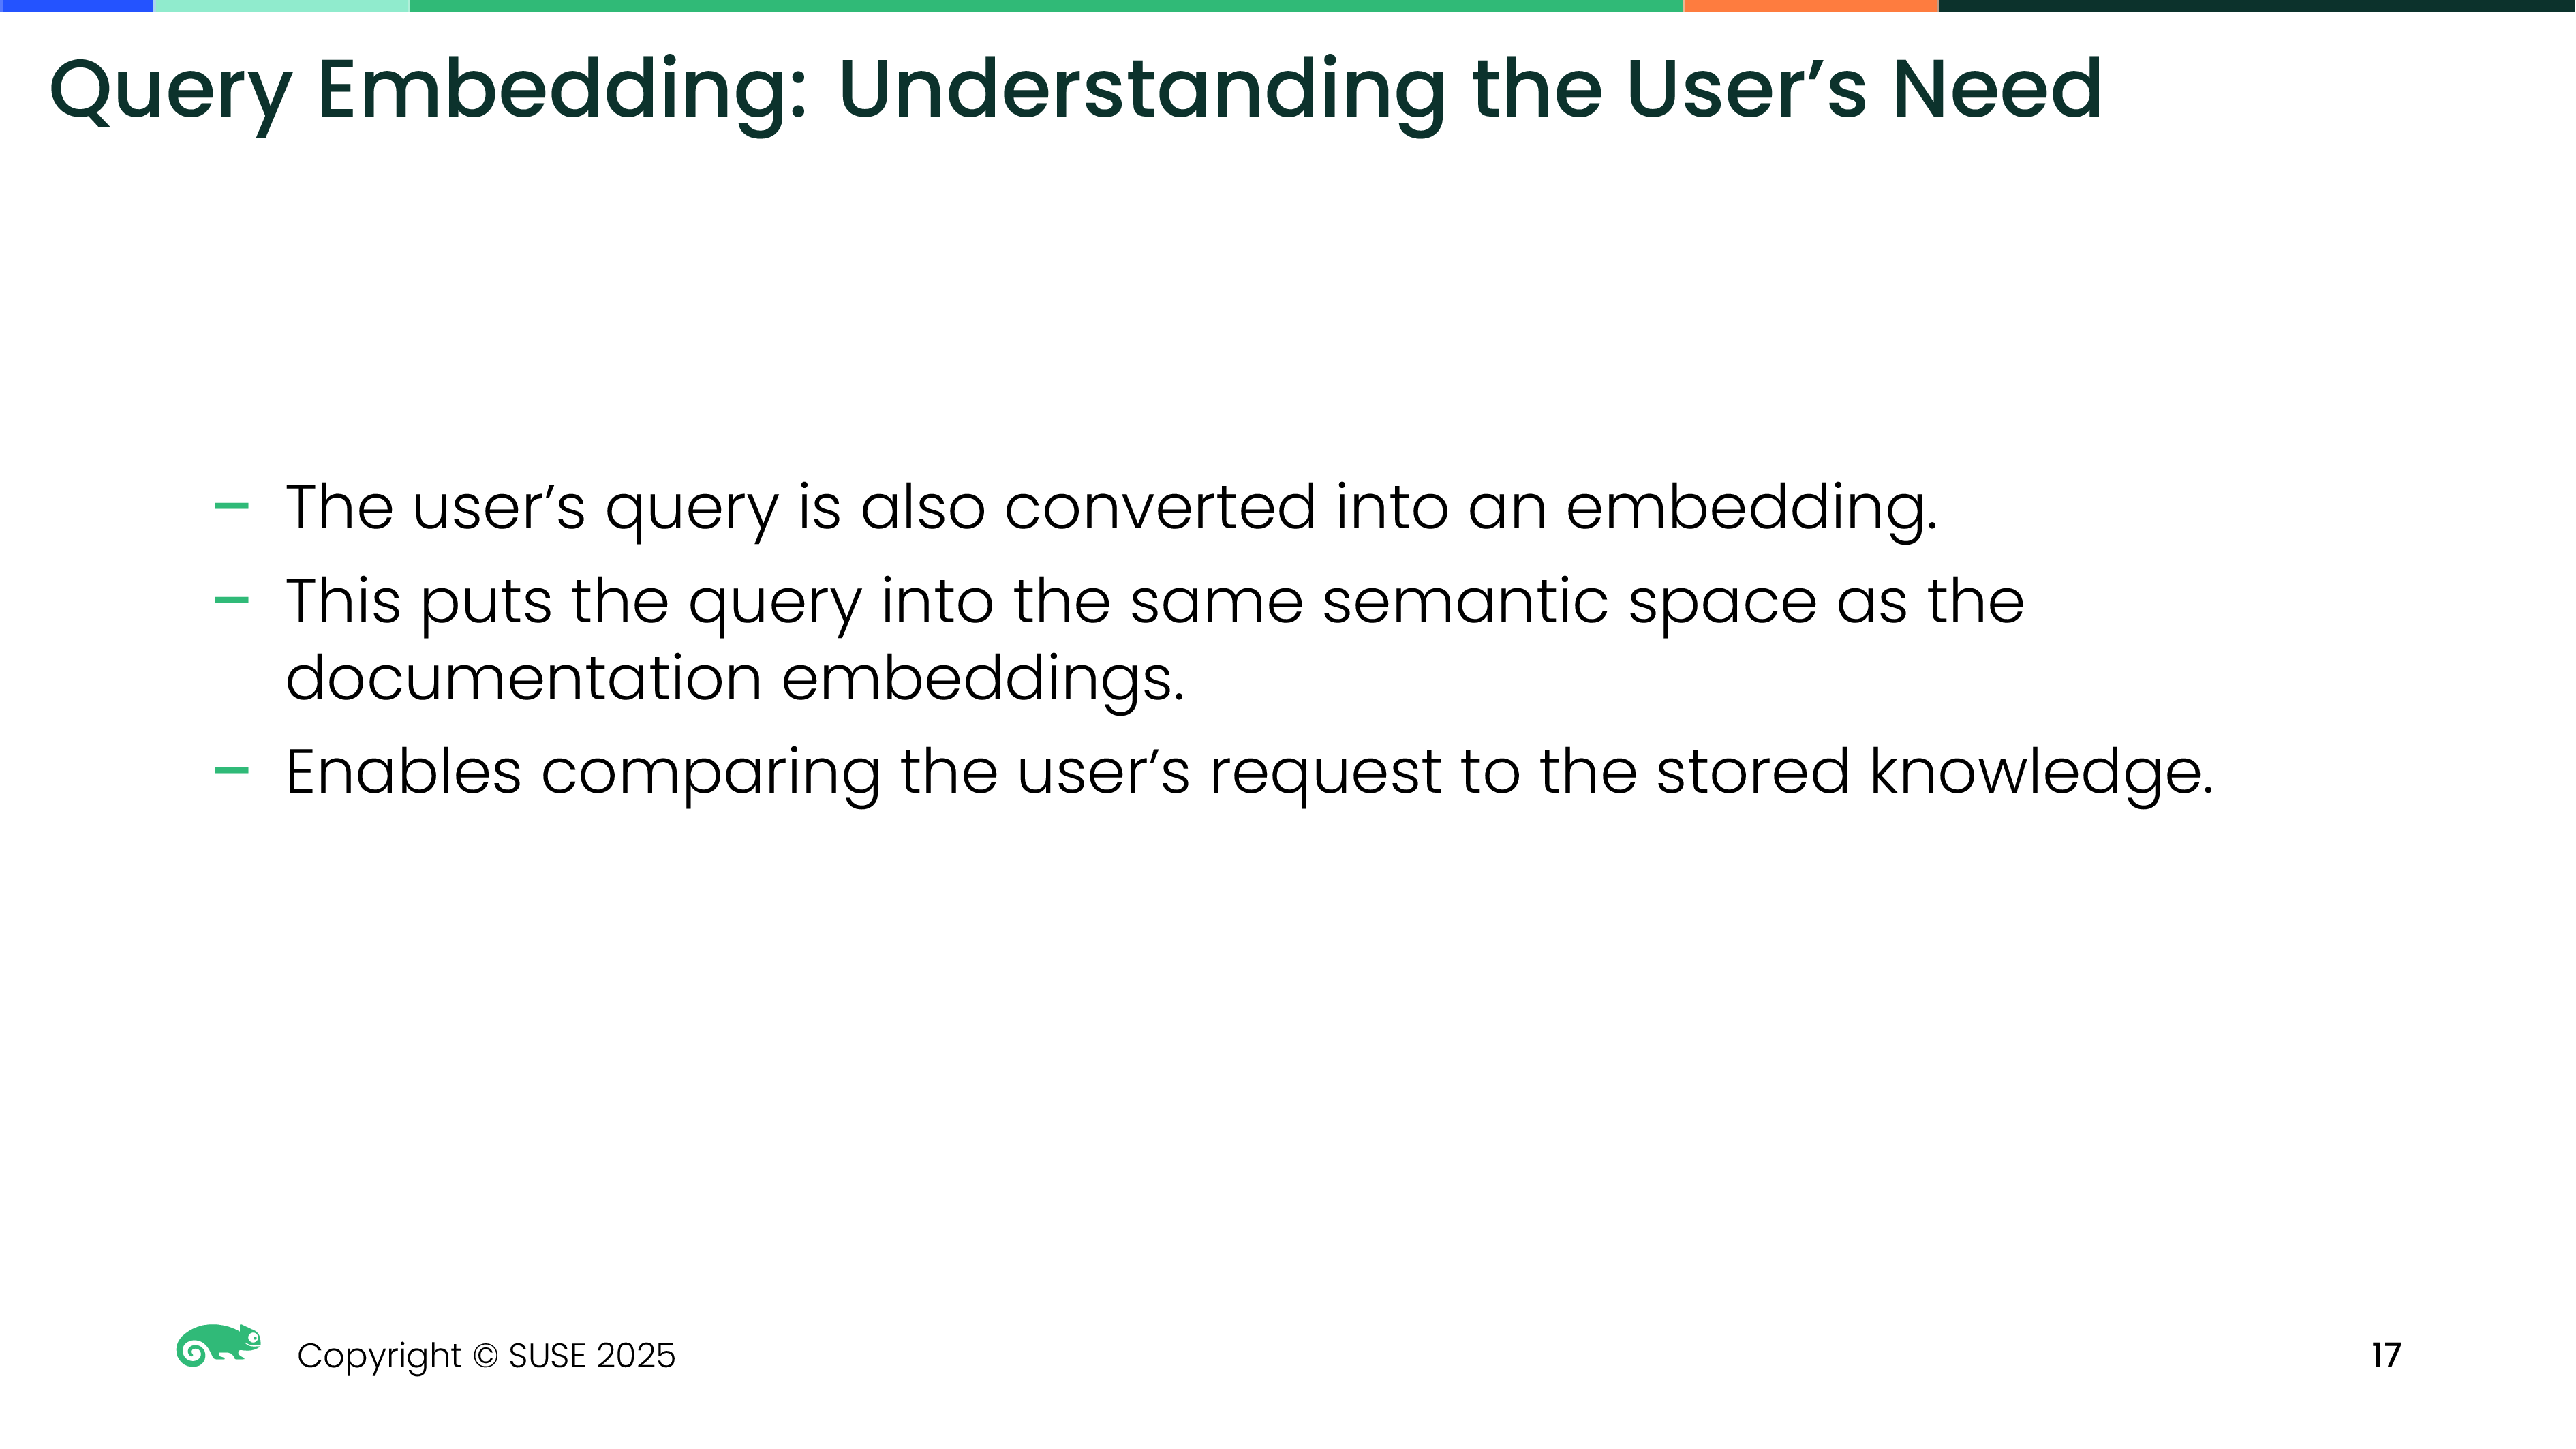 Query Embedding: Understanding the User’s Need
– The user’s query is also converted into an embedding.
– This puts the query into the same semantic space as the
documentation embeddings.
– Enables comparing the user’s request to the stored knowledge.
Copyright © SUSE 2025
17